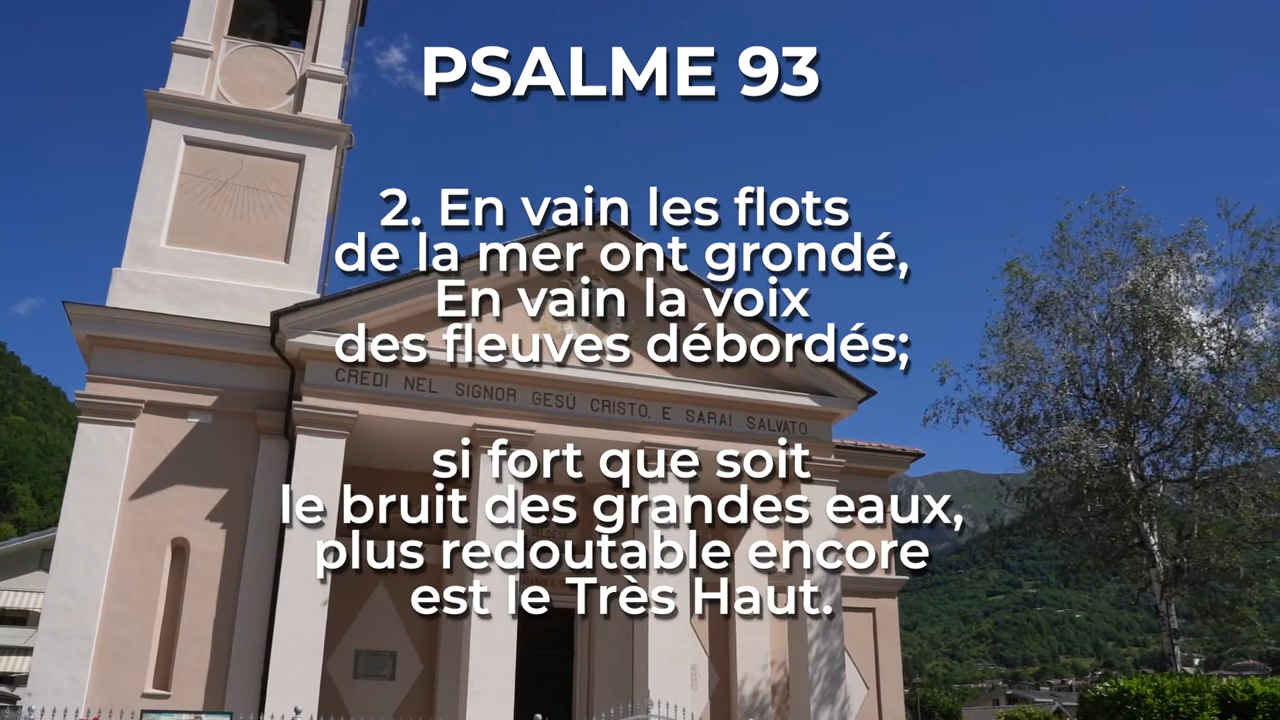 PSALME 93
2. En vain les flots
de la mer ont grondé,
En vain la voix
des fleuves débordés;
CREDI NEL SIGNOR GESÙ CRISTO, E SARAI SALVATO
si fort que soit
le bruit des grandes eaux,
plus redoutable encore
est le Très Haut.